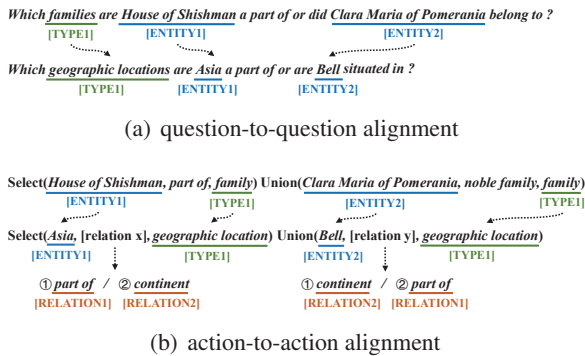 Which families are House of Shishman a part of or did Clara Maria of Pomerania belong to ?
[TYPE1] [ENTITY1] [ENTITY2]
Which geographic locations are Asia a part of or are Bell situated in ?
[TYPE1] [ENTITY1] [ENTITY2]
(a) question-to-question alignment
Select(House of Shishman, part of, family) Union(Clara Maria of Pomerania, noble family, family)
[ENTITY1] [TYPE1] [ENTITY2] [TYPE1]
Select(Asia, [relation x], geographic location) Union(Bell, [relation y], geographic location)
[ENTITY1] [TYPE1] [ENTITY2] [TYPE1]
① part of / ② continent ① continent / ② part of
[RELATION1] [RELATION2] [RELATION2] [RELATION1]
(b) action-to-action alignment